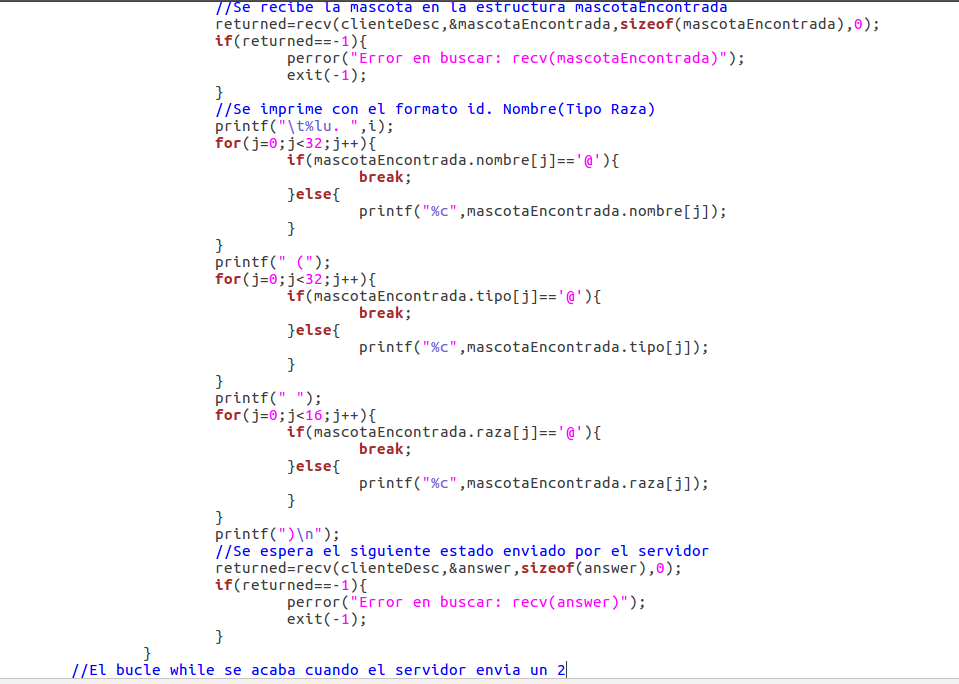 //Se recibe la mascota en la estructura mascotaEncontrada
returned=recv(clienteDesc,&mascotaEncontrada,sizeof(mascotaEncontrada),0);
if(returned==-1){
perror("Error en buscar: recv(mascotaEncontrada)");
exit(-1);
}
//Se imprime con el formato id. Nombre(Tipo Raza)
printf("\t%lu. ",i);
for(j=0;j<32;j++){
if(mascotaEncontrada.nombre[j]=='@'){
break;
}else{
printf("%c",mascotaEncontrada.nombre[j]);
}
}
printf(" (");
for(j=0;j<32;j++){
if(mascotaEncontrada.tipo[j]=='@'){
break;
}else{
printf("%c",mascotaEncontrada.tipo[j]);
}
}
printf(" ");
for(j=0;j<16;j++){
if(mascotaEncontrada.raza[j]=='@'){
break;
}else{
printf("%c",mascotaEncontrada.raza[j]);
}
}
printf(")\n");
//Se espera el siguiente estado enviado por el servidor
returned=recv(clienteDesc,&answer,sizeof(answer),0);
if(returned==-1){
perror("Error en buscar: recv(answer)");
exit(-1);
}
}
//El bucle while se acaba cuando el servidor envia un 2